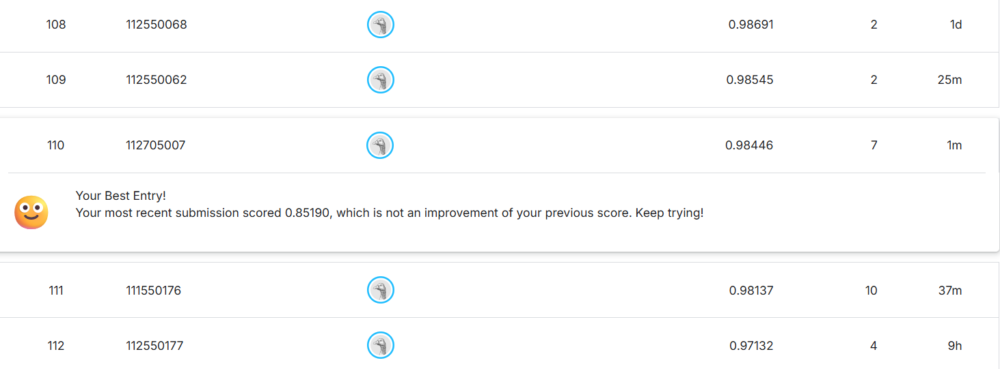 108 112550068 0.98691 2 1d
109 112550062 0.98545 2 25m
110 112705007 0.98446 7 1m
Your Best Entry!
Your most recent submission scored 0.85190, which is not an improvement of your previous score. Keep trying!
111 111550176 0.98137 10 37m
112 112550177 0.97132 4 9h